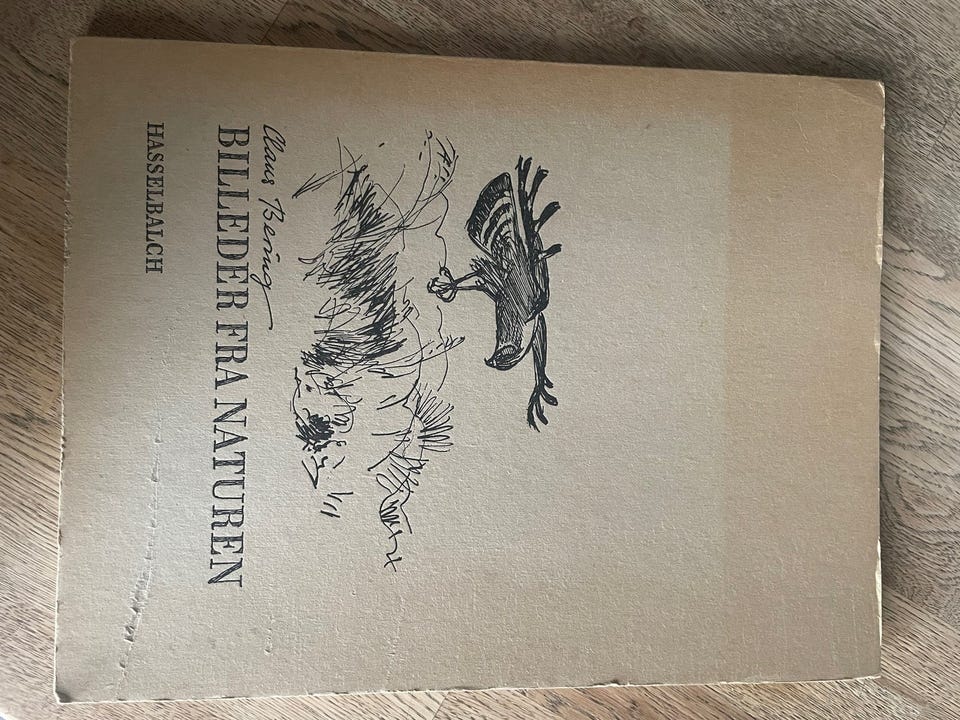 Claus Bering
BILLEDER FRA NATUREN
HASSELBALCH